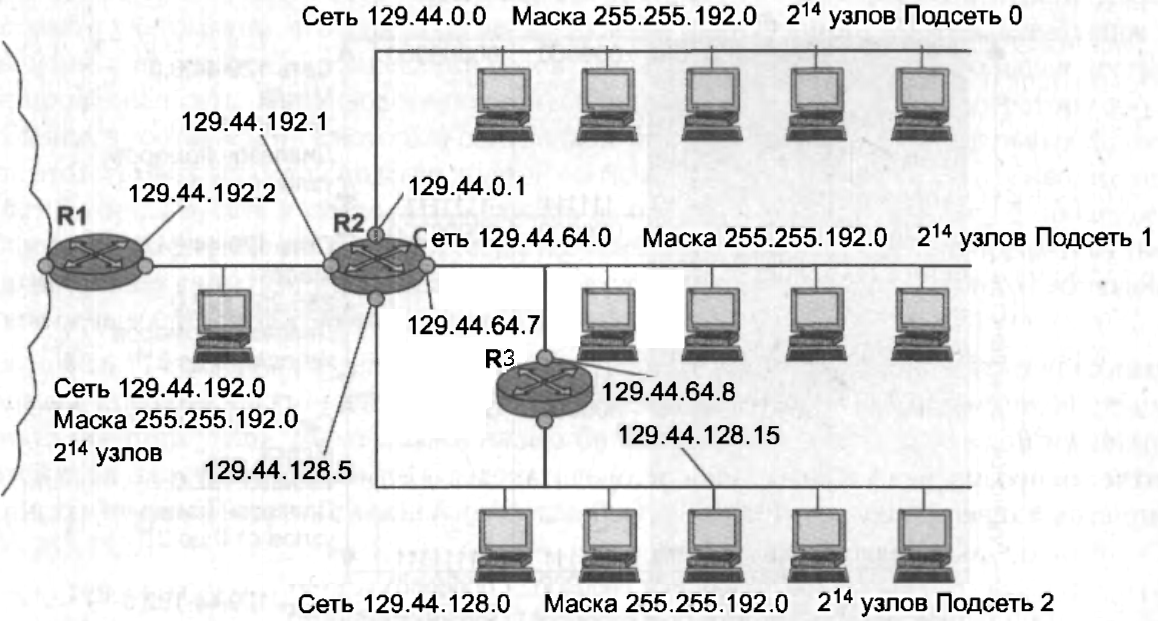 Сеть 129.44.0.0 Маска 255.255.192.0 2¹⁴ узлов Подсеть 0
129.44.192.1
129.44.192.2
129.44.0.1
R1
R2
Сеть 129.44.64.0 Маска 255.255.192.0 2¹⁴ узлов Подсеть 1
129.44.64.7
R3
129.44.64.8
Сеть 129.44.192.0
Маска 255.255.192.0
2¹⁴ узлов
129.44.128.15
129.44.128.5
Сеть 129.44.128.0 Маска 255.255.192.0 2¹⁴ узлов Подсеть 2